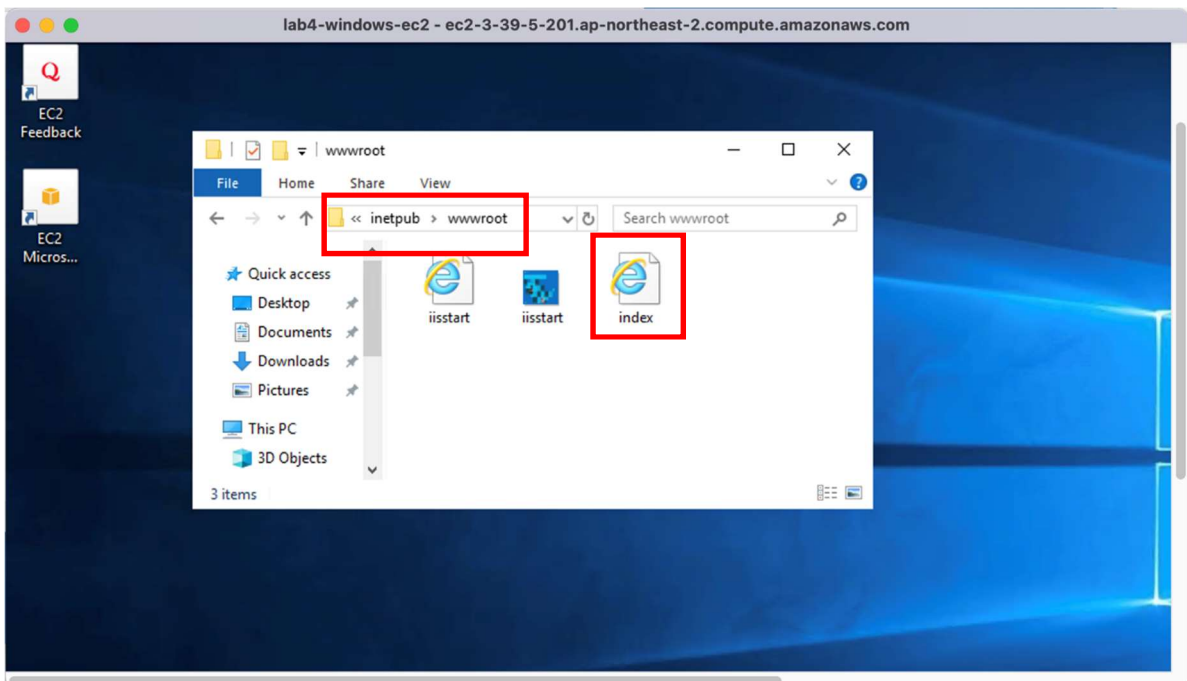 lab4-windows-ec2 - ec2-3-39-5-201.ap-northeast-2.compute.amazonaws.com
Q
EC2
Feedback
EC2
Micros...
wwwroot
File Home Share View
« inetpub > wwwroot
Search wwwroot
Quick access
Desktop
Documents
Downloads
Pictures
This PC
3D Objects
iisstart
iisstart
index
3 items